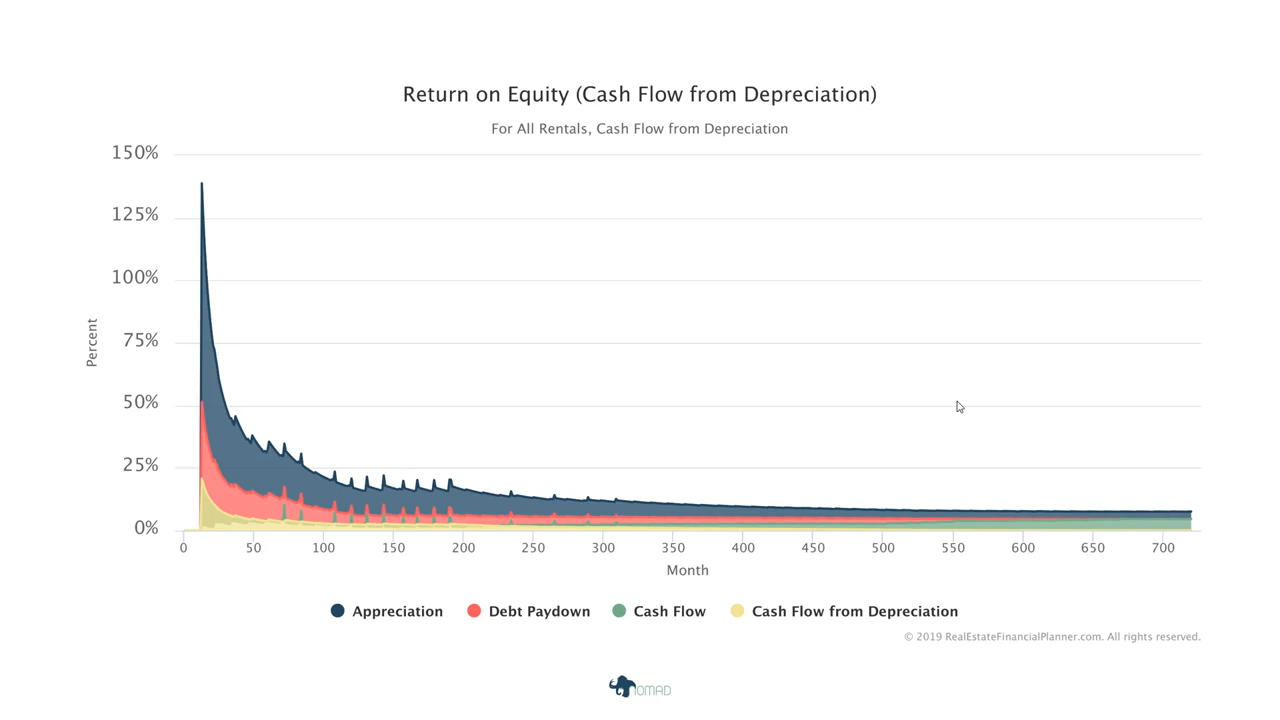 Return on Equity (Cash Flow from Depreciation)
For All Rentals, Cash Flow from Depreciation
150%
125%
100%
75%
50%
25%
0%
Percent
0 50 100 150 200 250 300 350 400 450 500 550 600 650 700
Month
Appreciation Debt Paydown Cash Flow Cash Flow from Depreciation
© 2019 RealEstateFinancialPlanner.com. All rights reserved.
NOMAD